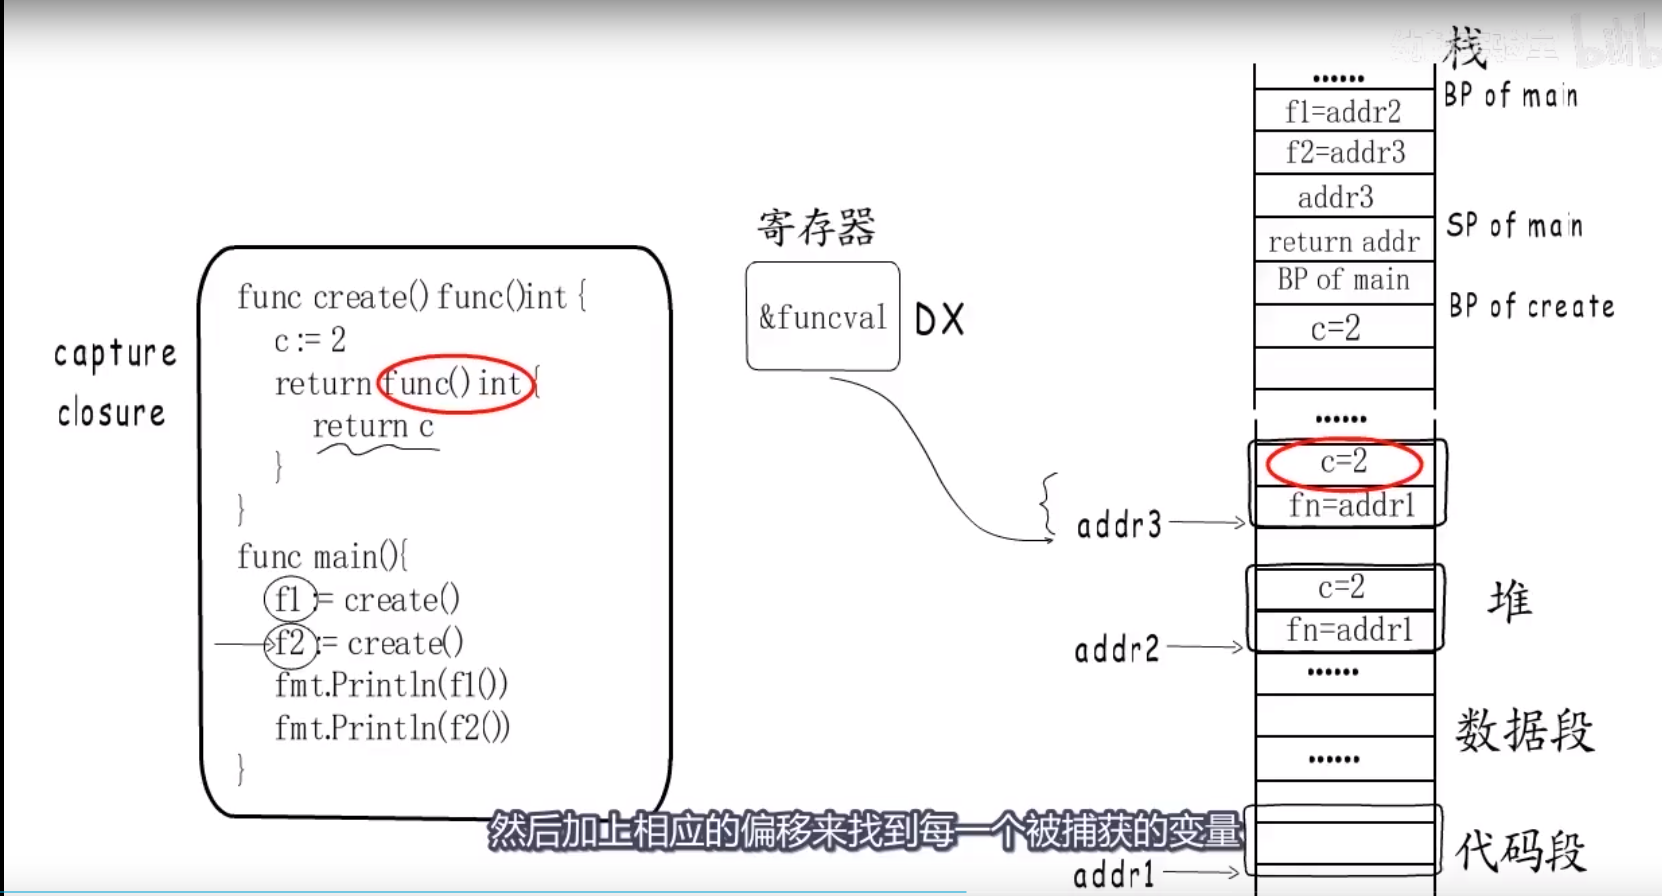 栈
······
BP of main
f1=addr2
f2=addr3
addr3
SP of main
return addr
BP of main
BP of create
c=2
······
寄存器
&funcval
DX
capture
closure
func create() func()int {
c := 2
return func() int {
return c
}
}
func main(){
f1 := create()
f2 := create()
fmt.Println(f1())
fmt.Println(f2())
}
c=2
fn=addr1
addr3
堆
c=2
fn=addr1
addr2
······
数据段
······
代码段
addr1
然后加上相应的偏移来找到每一个被捕获的变量